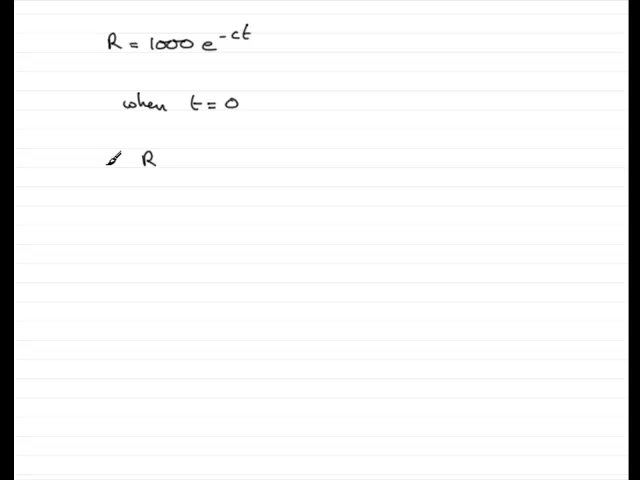 R = 1000 e^{-ct}
when t = 0
R